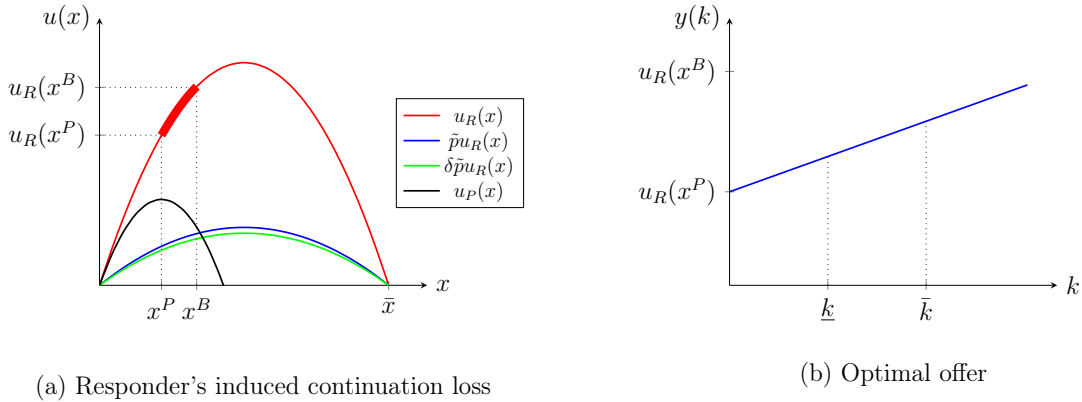 u(x)
u_R(x^B)
u_R(x^P)
x^P
x^B
x̄
x
u_R(x)
p̃u_R(x)
δp̃u_R(x)
u_P(x)
(a) Responder's induced continuation loss
y(k)
u_R(x^B)
u_R(x^P)
k̲
k̄
k
(b) Optimal offer